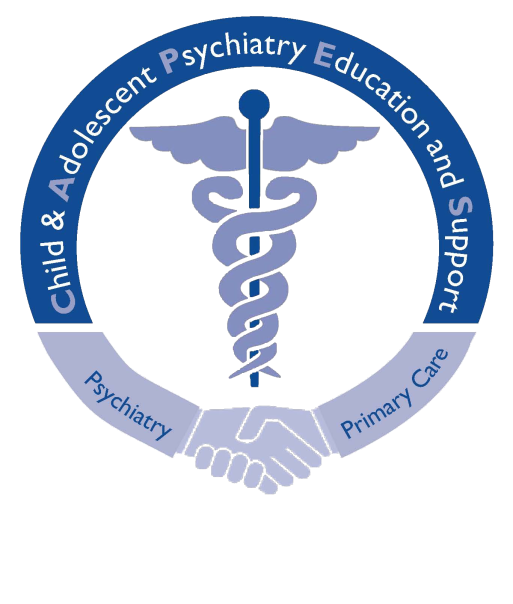 Child & Adolescent Psychiatry Education and Support
Psychiatry
Primary Care